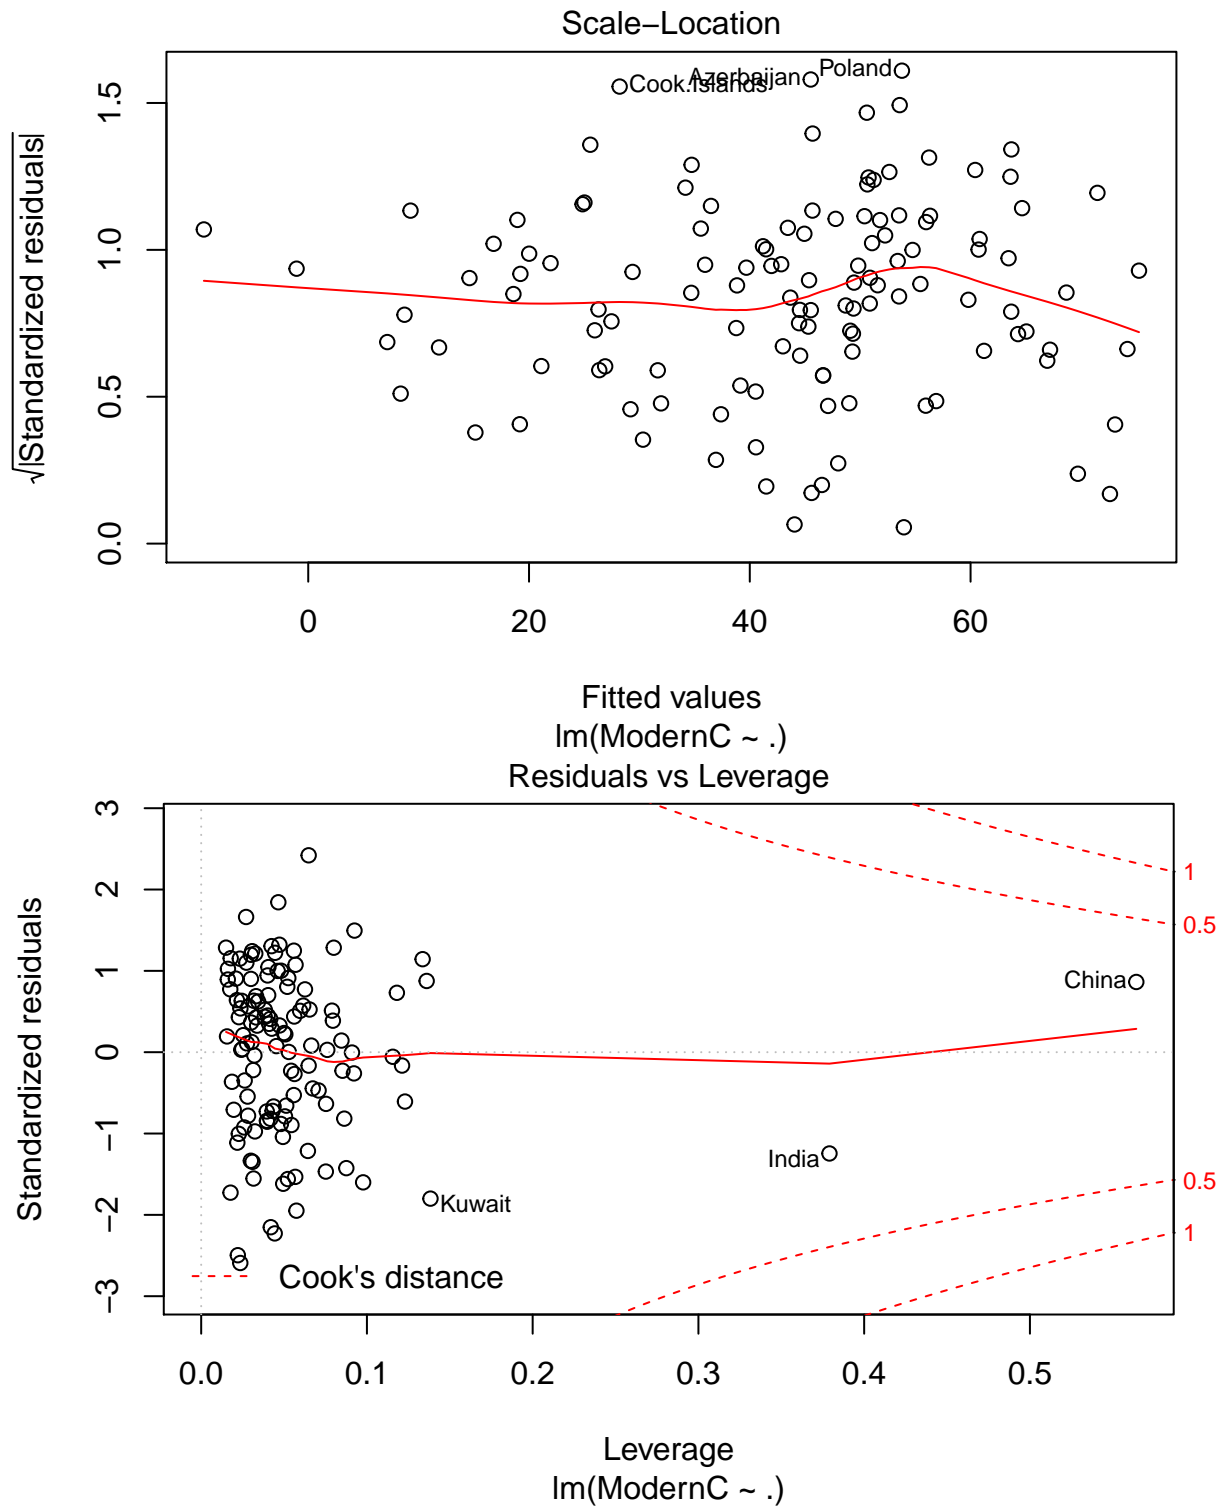 Scale−Location
√|Standardized residuals|
1.5
1.0
0.5
0.0
Cook.Islands
Azerbaijan
Poland
0 20 40 60
Fitted values
lm(ModernC ~ .)
Residuals vs Leverage
Standardized residuals
3
2
1
0
−1
−2
−3
1
0.5
China
India
0.5
Kuwait
1
Cook's distance
0.0 0.1 0.2 0.3 0.4 0.5
Leverage
lm(ModernC ~ .)